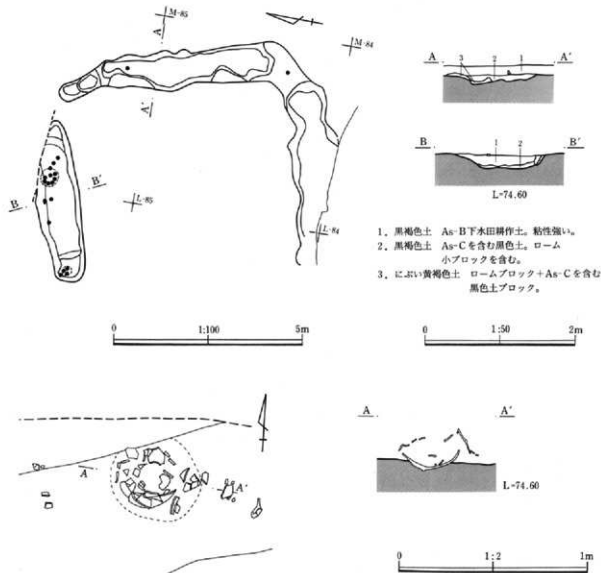 M-85
M-84
A
A'
B
B'
L-85
L-84
A 3 2 1 A'
B 1 2 B'
L=74.60
1. 黒褐色土 As-B下水田耕作土。粘性強い。
2. 黒褐色土 As-Cを含む黒色土。ローム
小ブロックを含む。
3. にぶい黄褐色土 ロームブロック+As-Cを含む
黒色土ブロック。
0 1:100 5m
0 1:50 2m
A
A'
A A'
L=74.60
0 1:2 1m